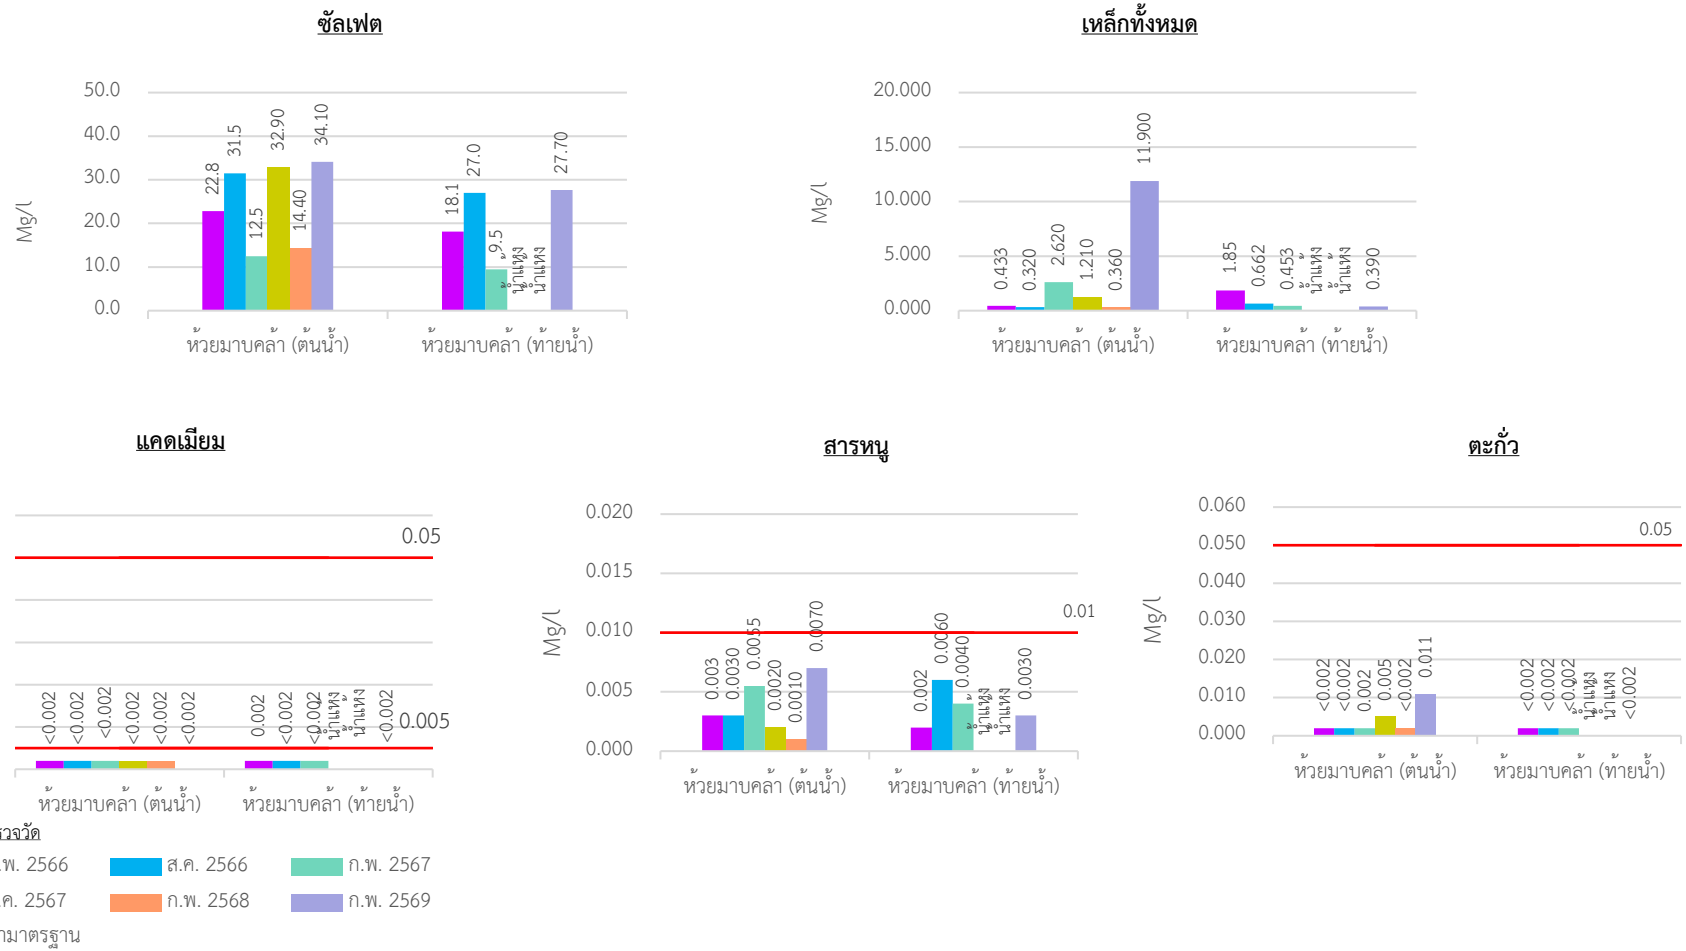 ซัลเฟต
Mg/l
50.0
40.0
30.0
20.0
10.0
0.0
22.8
31.5
12.5
32.90
14.40
34.10
18.1
27.0
9.5
น้ำแห้ง
น้ำแห้ง
27.70
ห้วยมาบคล้า (ต้นน้ำ)
ห้วยมาบคล้า (ท้ายน้ำ)
เหล็กทั้งหมด
Mg/l
20.000
15.000
10.000
5.000
0.000
0.433
0.320
2.620
1.210
0.360
11.900
1.85
0.662
0.453
น้ำแห้ง
น้ำแห้ง
0.390
ห้วยมาบคล้า (ต้นน้ำ)
ห้วยมาบคล้า (ท้ายน้ำ)
แคดเมียม
0.05
0.005
<0.002
<0.002
<0.002
<0.002
<0.002
<0.002
0.002
<0.002
<0.002
น้ำแห้ง
น้ำแห้ง
<0.002
ห้วยมาบคล้า (ต้นน้ำ)
ห้วยมาบคล้า (ท้ายน้ำ)
สารหนู
Mg/l
0.020
0.015
0.010
0.005
0.000
0.01
0.003
0.0030
0.0055
0.0020
0.0010
0.0070
0.002
0.0060
0.0040
น้ำแห้ง
น้ำแห้ง
0.0030
ห้วยมาบคล้า (ต้นน้ำ)
ห้วยมาบคล้า (ท้ายน้ำ)
ตะกั่ว
Mg/l
0.060
0.050
0.040
0.030
0.020
0.010
0.000
0.05
<0.002
<0.002
0.002
0.005
<0.002
0.011
<0.002
<0.002
<0.002
น้ำแห้ง
น้ำแห้ง
<0.002
ห้วยมาบคล้า (ต้นน้ำ)
ห้วยมาบคล้า (ท้ายน้ำ)
รวจวัด
.พ. 2566
ส.ค. 2566
ก.พ. 2567
.ค. 2567
ก.พ. 2568
ก.พ. 2569
ามาตรฐาน